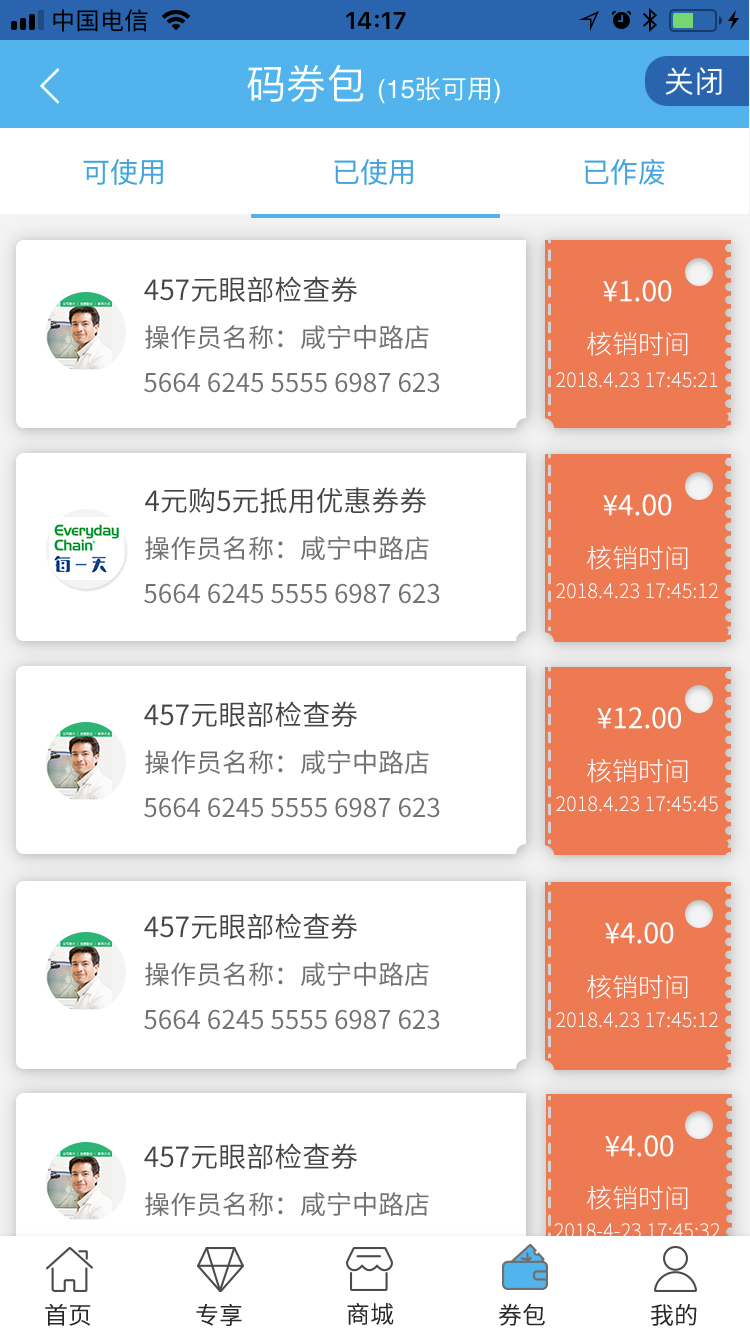 中国电信 14:17
码券包 (15张可用) 关闭
可使用 已使用 已作废
457元眼部检查券
操作员名称：咸宁中路店
5664 6245 5555 6987 623
¥1.00
核销时间
2018.4.23 17:45:21
Everyday
Chain
每一天
4元购5元抵用优惠券券
操作员名称：咸宁中路店
5664 6245 5555 6987 623
¥4.00
核销时间
2018.4.23 17:45:12
457元眼部检查券
操作员名称：咸宁中路店
5664 6245 5555 6987 623
¥12.00
核销时间
2018.4.23 17:45:45
457元眼部检查券
操作员名称：咸宁中路店
5664 6245 5555 6987 623
¥4.00
核销时间
2018.4.23 17:45:12
457元眼部检查券
操作员名称：咸宁中路店
¥4.00
核销时间
2018-4-23 17:45:32
首页 专享 商城 券包 我的